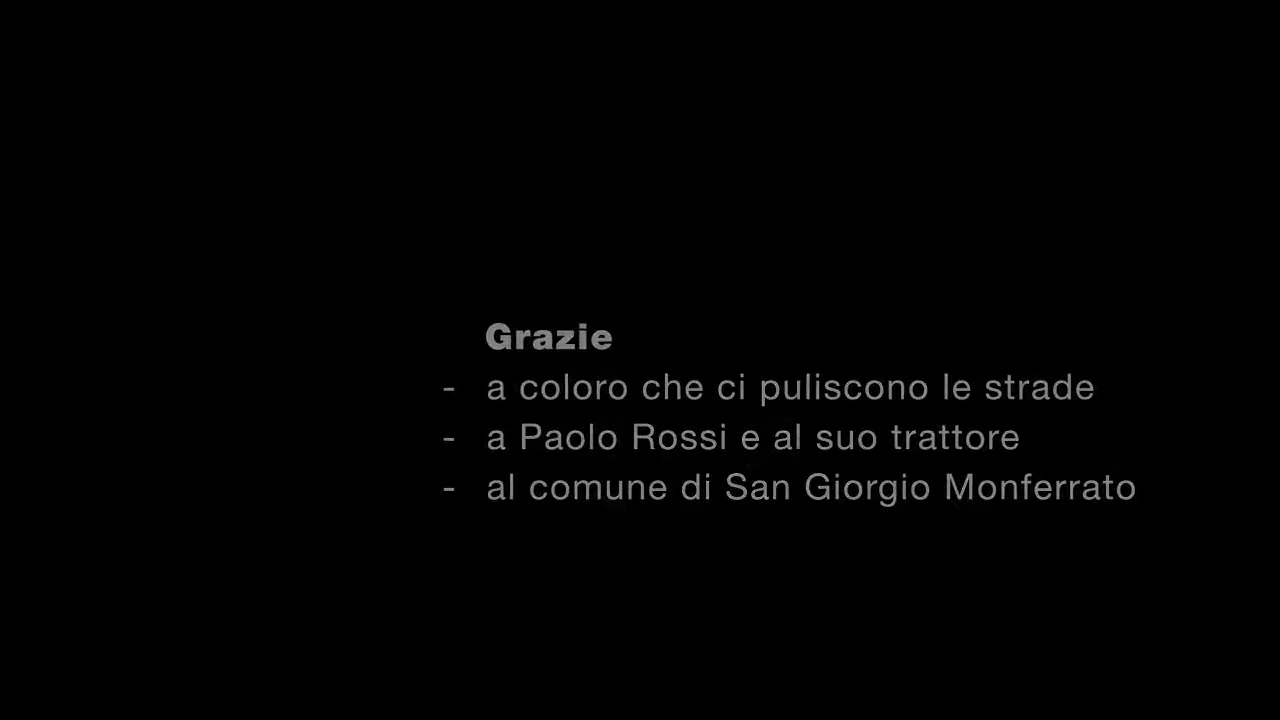 Grazie
- a coloro che ci puliscono le strade
- a Paolo Rossi e al suo trattore
- al comune di San Giorgio Monferrato